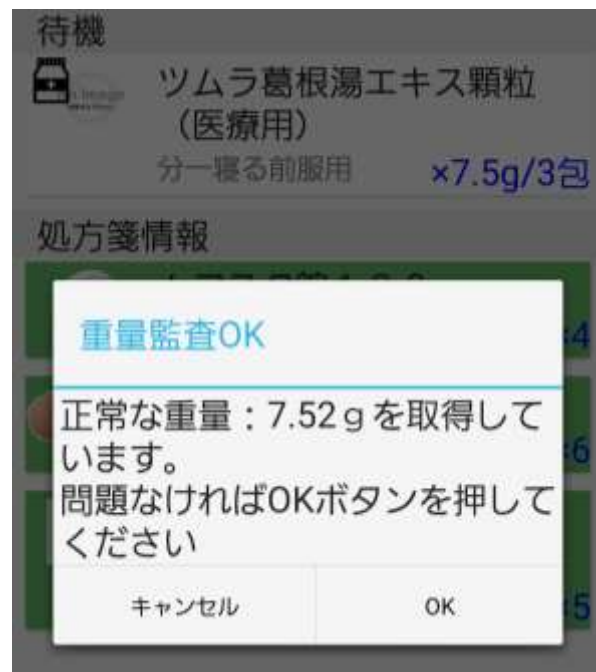 待機
ツムラ葛根湯エキス顆粒
（医療用）
分一寝る前服用
×7.5g/3包
処方箋情報
重量監査OK
×4
正常な重量：7.52ｇを取得して
います。
×6
問題なければOKボタンを押して
ください
キャンセル
OK
×5